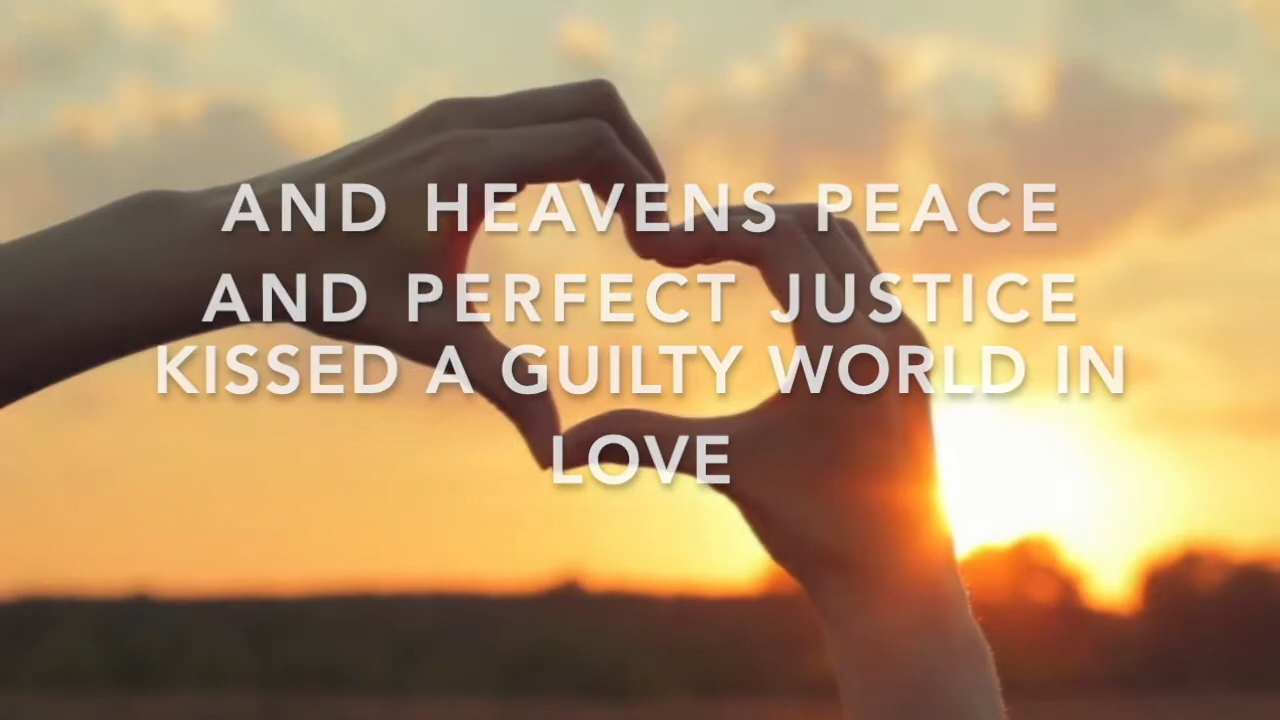 AND HEAVENS PEACE
AND PERFECT JUSTICE
KISSED A GUILTY WORLD IN
LOVE